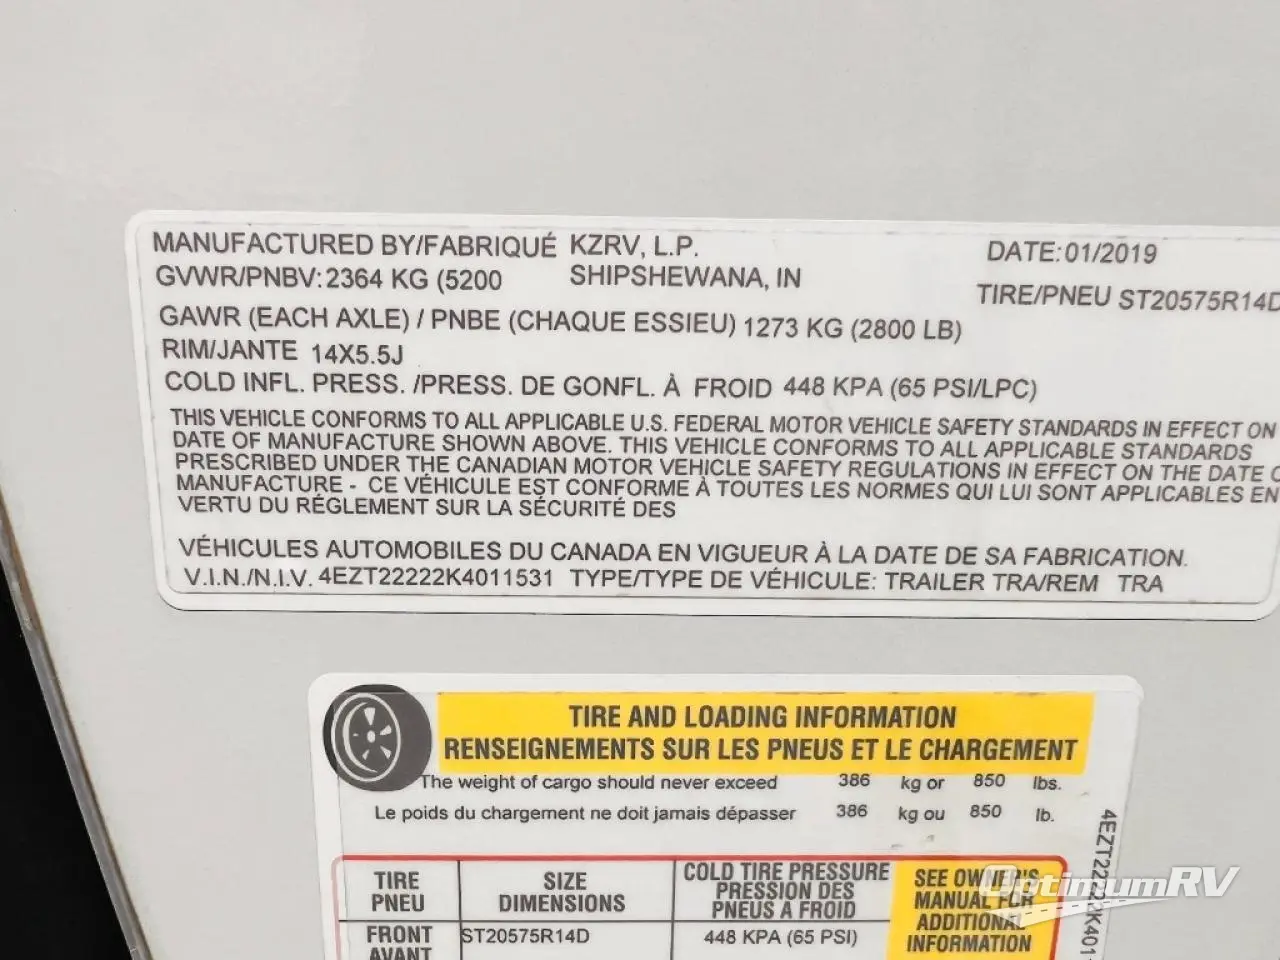 MANUFACTURED BY/FABRIQUÉ KZRV, L.P. DATE:01/2019
GVWR/PNBV: 2364 KG (5200 SHIPSHEWANA, IN
TIRE/PNEU ST20575R14D
GAWR (EACH AXLE) / PNBE (CHAQUE ESSIEU) 1273 KG (2800 LB)
RIM/JANTE 14X5.5J
COLD INFL. PRESS. /PRESS. DE GONFL. À FROID 448 KPA (65 PSI/LPC)
THIS VEHICLE CONFORMS TO ALL APPLICABLE U.S. FEDERAL MOTOR VEHICLE SAFETY STANDARDS IN EFFECT ON
DATE OF MANUFACTURE SHOWN ABOVE. THIS VEHICLE CONFORMS TO ALL APPLICABLE STANDARDS
PRESCRIBED UNDER THE CANADIAN MOTOR VEHICLE SAFETY REGULATIONS IN EFFECT ON THE DATE O
MANUFACTURE - CE VÉHICULE EST CONFORME À TOUTES LES NORMES QUI LUI SONT APPLICABLES EN
VERTU DU RÉGLEMENT SUR LA SÉCURITÉ DES
VÉHICULES AUTOMOBILES DU CANADA EN VIGUEUR À LA DATE DE SA FABRICATION.
V.I.N./N.I.V. 4EZT22222K4011531 TYPE/TYPE DE VÉHICULE: TRAILER TRA/REM TRA
TIRE AND LOADING INFORMATION
RENSEIGNEMENTS SUR LES PNEUS ET LE CHARGEMENT
The weight of cargo should never exceed 386 kg or 850 lbs.
Le poids du chargement ne doit jamais dépasser 386 kg ou 850 lb.
TIRE
PNEU
SIZE
DIMENSIONS
COLD TIRE PRESSURE
PRESSION DES
PNEUS A FROID
SEE OWNER'S
MANUAL FOR
ADDITIONAL
INFORMATION
FRONT
AVANT
ST20575R14D
448 KPA (65 PSI)
4EZT22222K401
OptimumRV